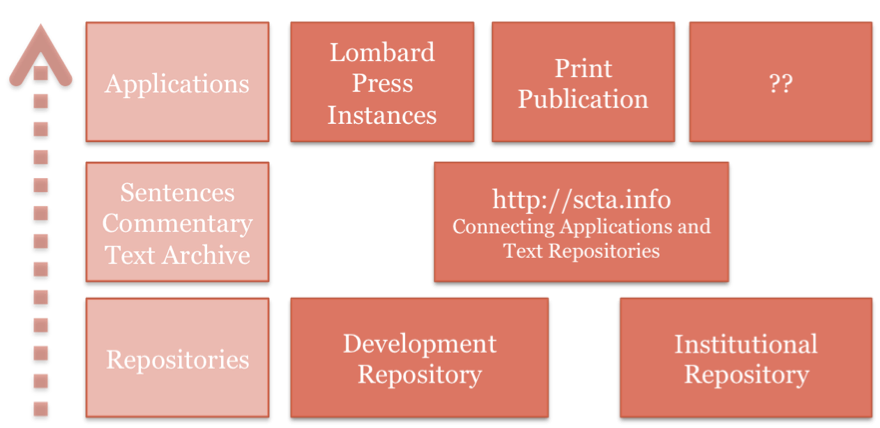 Applications
Lombard
Press
Instances
Print
Publication
??
Sentences
Commentary
Text Archive
http://scta.info
Connecting Applications and
Text Repositories
Repositories
Development
Repository
Institutional
Repository